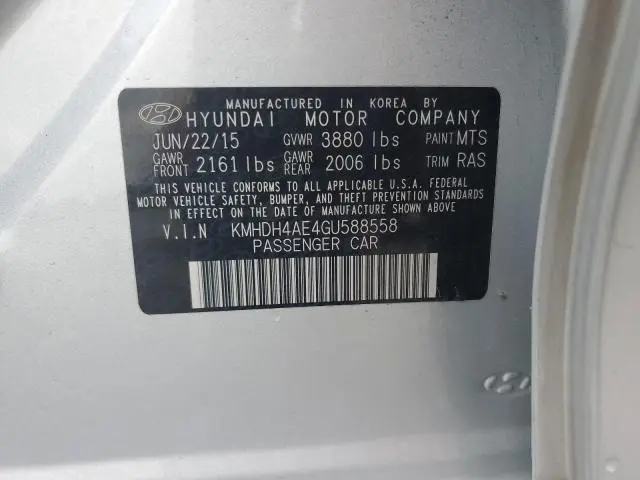 MANUFACTURED IN KOREA BY
HYUNDAI MOTOR COMPANY
JUN/22/15 GVWR 3880 lbs PAINT MTS
GAWR FRONT 2161 lbs GAWR REAR 2006 lbs TRIM RAS
THIS VEHICLE CONFORMS TO ALL APPLICABLE U.S.A. FEDERAL
MOTOR VEHICLE SAFETY, BUMPER, AND THEFT PREVENTION STANDARDS
IN EFFECT ON THE DATE OF MANUFACTURE SHOWN ABOVE.
V.I.N KMHDH4AE4GU588558
PASSENGER CAR